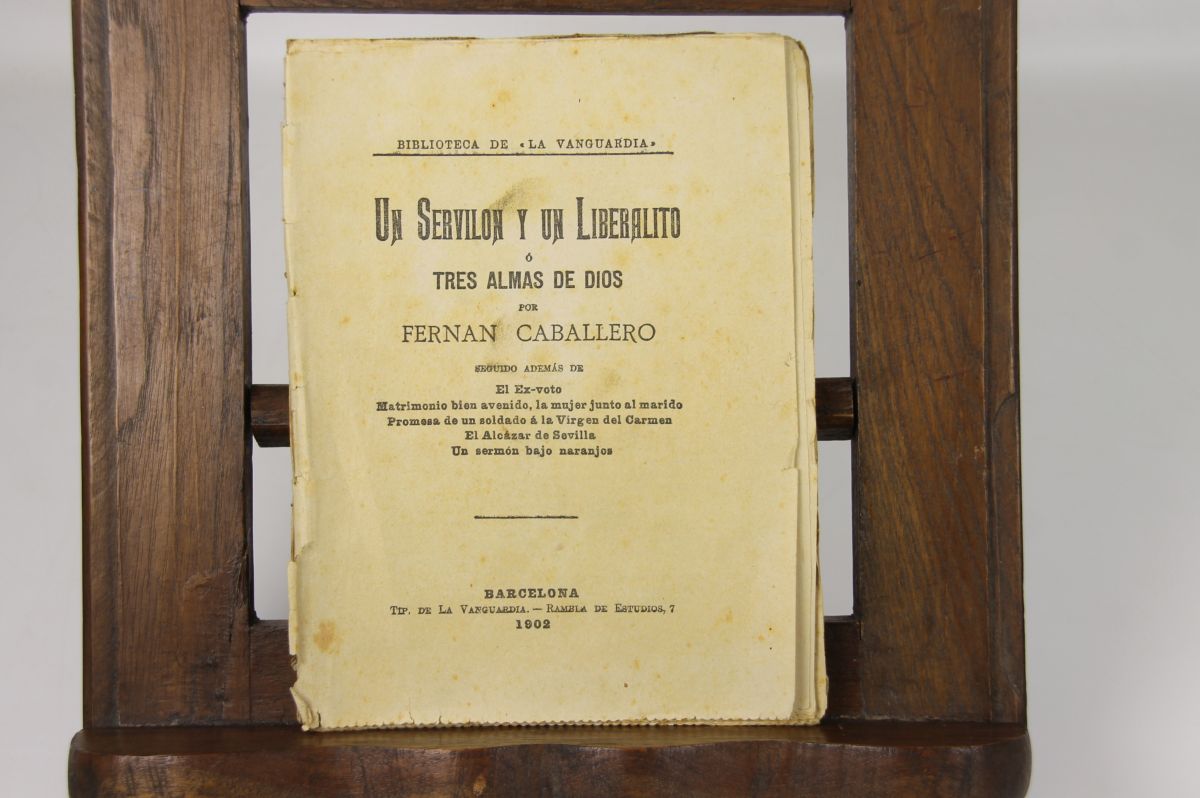 BIBLIOTECA DE «LA VANGUARDIA»
UN SERVILON Y UN LIBERALITO
ó
TRES ALMAS DE DIOS
POR
FERNAN CABALLERO
SEGUIDO ADEMÁS DE
El Ex-voto
Matrimonio bien avenido, la mujer junto al marido
Promesa de un soldado á la Virgen del Carmen
El Alcázar de Sevilla
Un sermón bajo naranjos
BARCELONA
TIP. DE LA VANGUARDIA. — RAMBLA DE ESTUDIOS, 7
1902